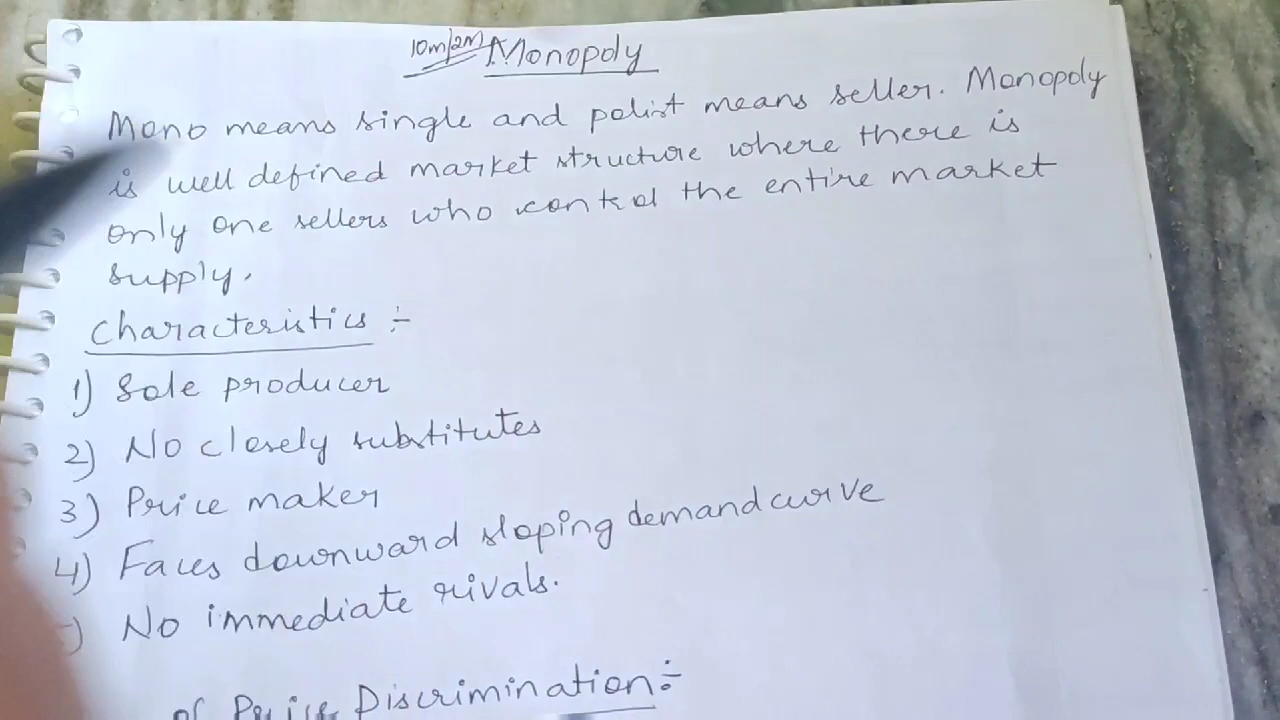 10m/2M Monopoly
Mono means single and polist means seller. Monopoly
is well defined market structure where there is
only one sellers who control the entire market
supply.
Characteristics :-
1) Sole producer
2) No closely substitutes
3) Price maker
4) Faces downward sloping demand curve
) No immediate rivals.
of Price Discrimination:-